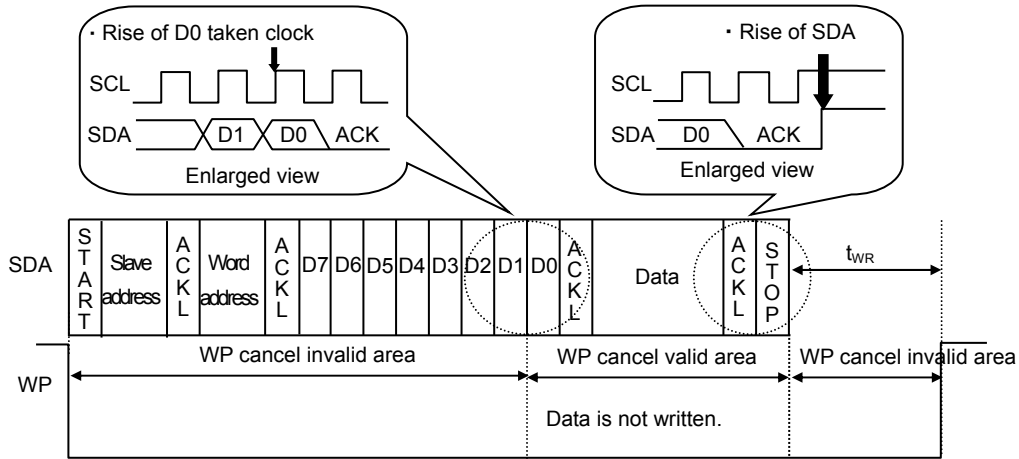 ・Rise of D0 taken clock
SCL
SDA
D1
D0
ACK
Enlarged view
・Rise of SDA
SCL
SDA
D0
ACK
Enlarged view
SDA
START
Slave
address
ACKL
Word
address
ACKL
D7
D6
D5
D4
D3
D2
D1
D0
ACKL
Data
ACKL
STOP
tWR
WP cancel invalid area
WP cancel valid area
WP cancel invalid area
WP
Data is not written.